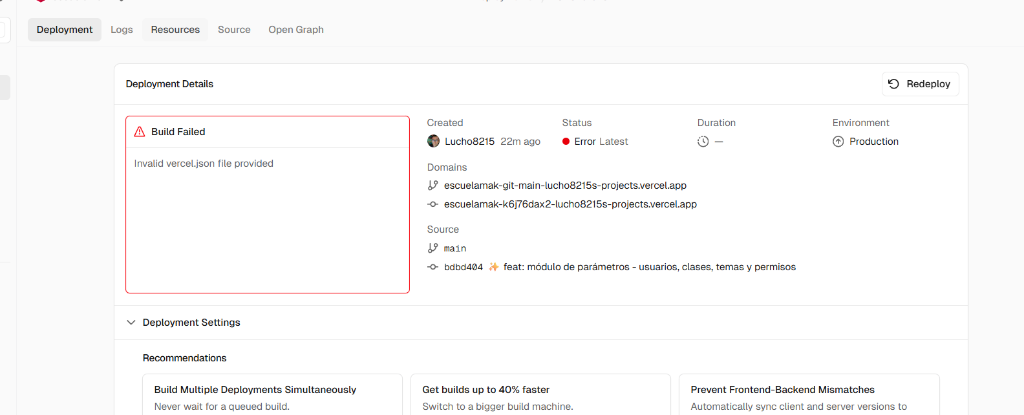 Deployment Logs Resources Source Open Graph
Deployment Details
Redeploy
Build Failed
Invalid vercel.json file provided
Created
Lucho8215 22m ago
Status
Error Latest
Duration
—
Environment
Production
Domains
escuelamak-git-main-lucho8215s-projects.vercel.app
escuelamak-k6j76dax2-lucho8215s-projects.vercel.app
Source
main
bdbd404 ✨ feat: módulo de parámetros - usuarios, clases, temas y permisos
Deployment Settings
Recommendations
Build Multiple Deployments Simultaneously
Never wait for a queued build.
Get builds up to 40% faster
Switch to a bigger build machine.
Prevent Frontend-Backend Mismatches
Automatically sync client and server versions to